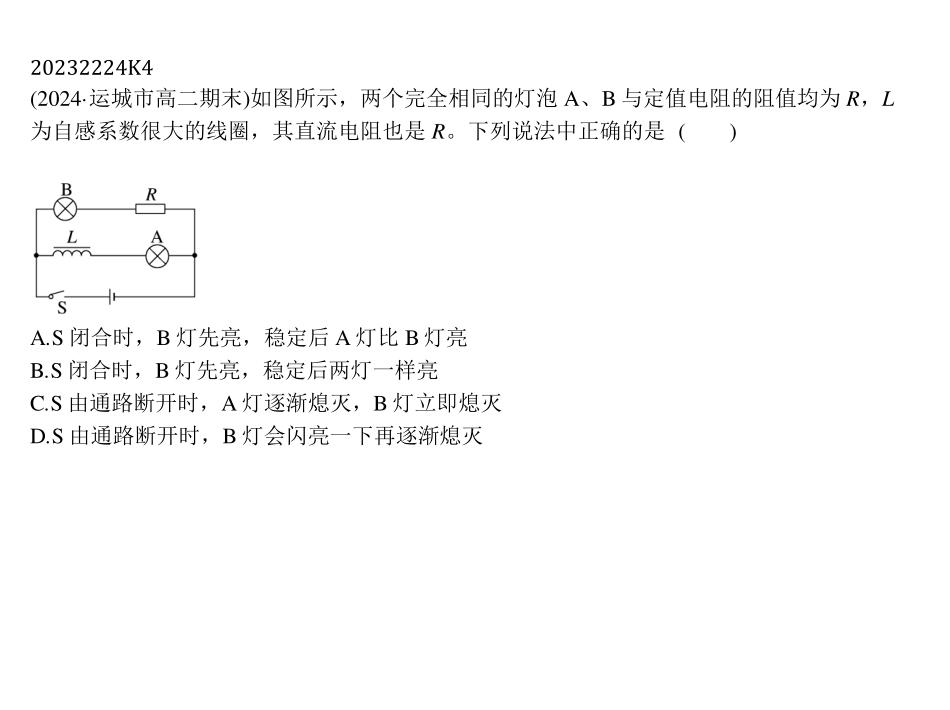 20232224K4
(2024·运城市高二期末)如图所示，两个完全相同的灯泡 A、B 与定值电阻的阻值均为 R，L
为自感系数很大的线圈，其直流电阻也是 R。下列说法中正确的是 (　　)
B
R
L
A
S
A.S 闭合时，B 灯先亮，稳定后 A 灯比 B 灯亮
B.S 闭合时，B 灯先亮，稳定后两灯一样亮
C.S 由通路断开时，A 灯逐渐熄灭，B 灯立即熄灭
D.S 由通路断开时，B 灯会闪亮一下再逐渐熄灭